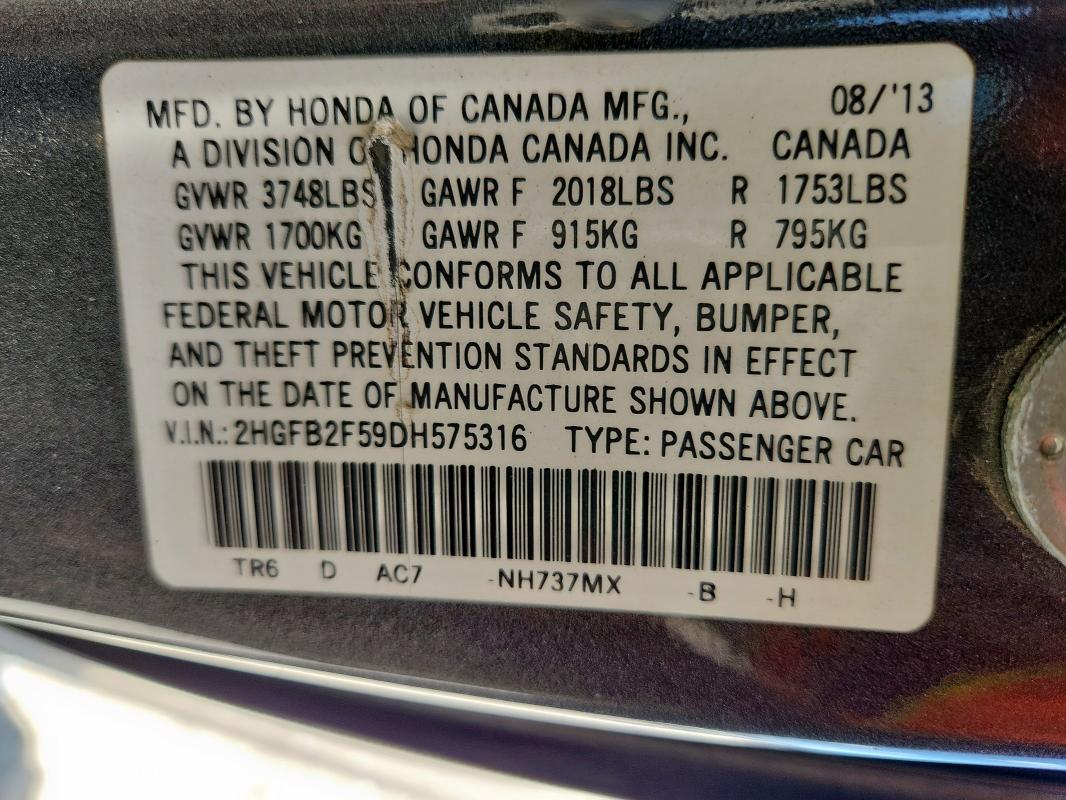 MFD. BY HONDA OF CANADA MFG., 08/'13
A DIVISION OF HONDA CANADA INC. CANADA
GVWR 3748LBS GAWR F 2018LBS R 1753LBS
GVWR 1700KG GAWR F 915KG R 795KG
THIS VEHICLE CONFORMS TO ALL APPLICABLE
FEDERAL MOTOR VEHICLE SAFETY, BUMPER,
AND THEFT PREVENTION STANDARDS IN EFFECT
ON THE DATE OF MANUFACTURE SHOWN ABOVE.
V.I.N.: 2HGFB2F59DH575316 TYPE: PASSENGER CAR
TR6 D AC7 -NH737MX -B -H